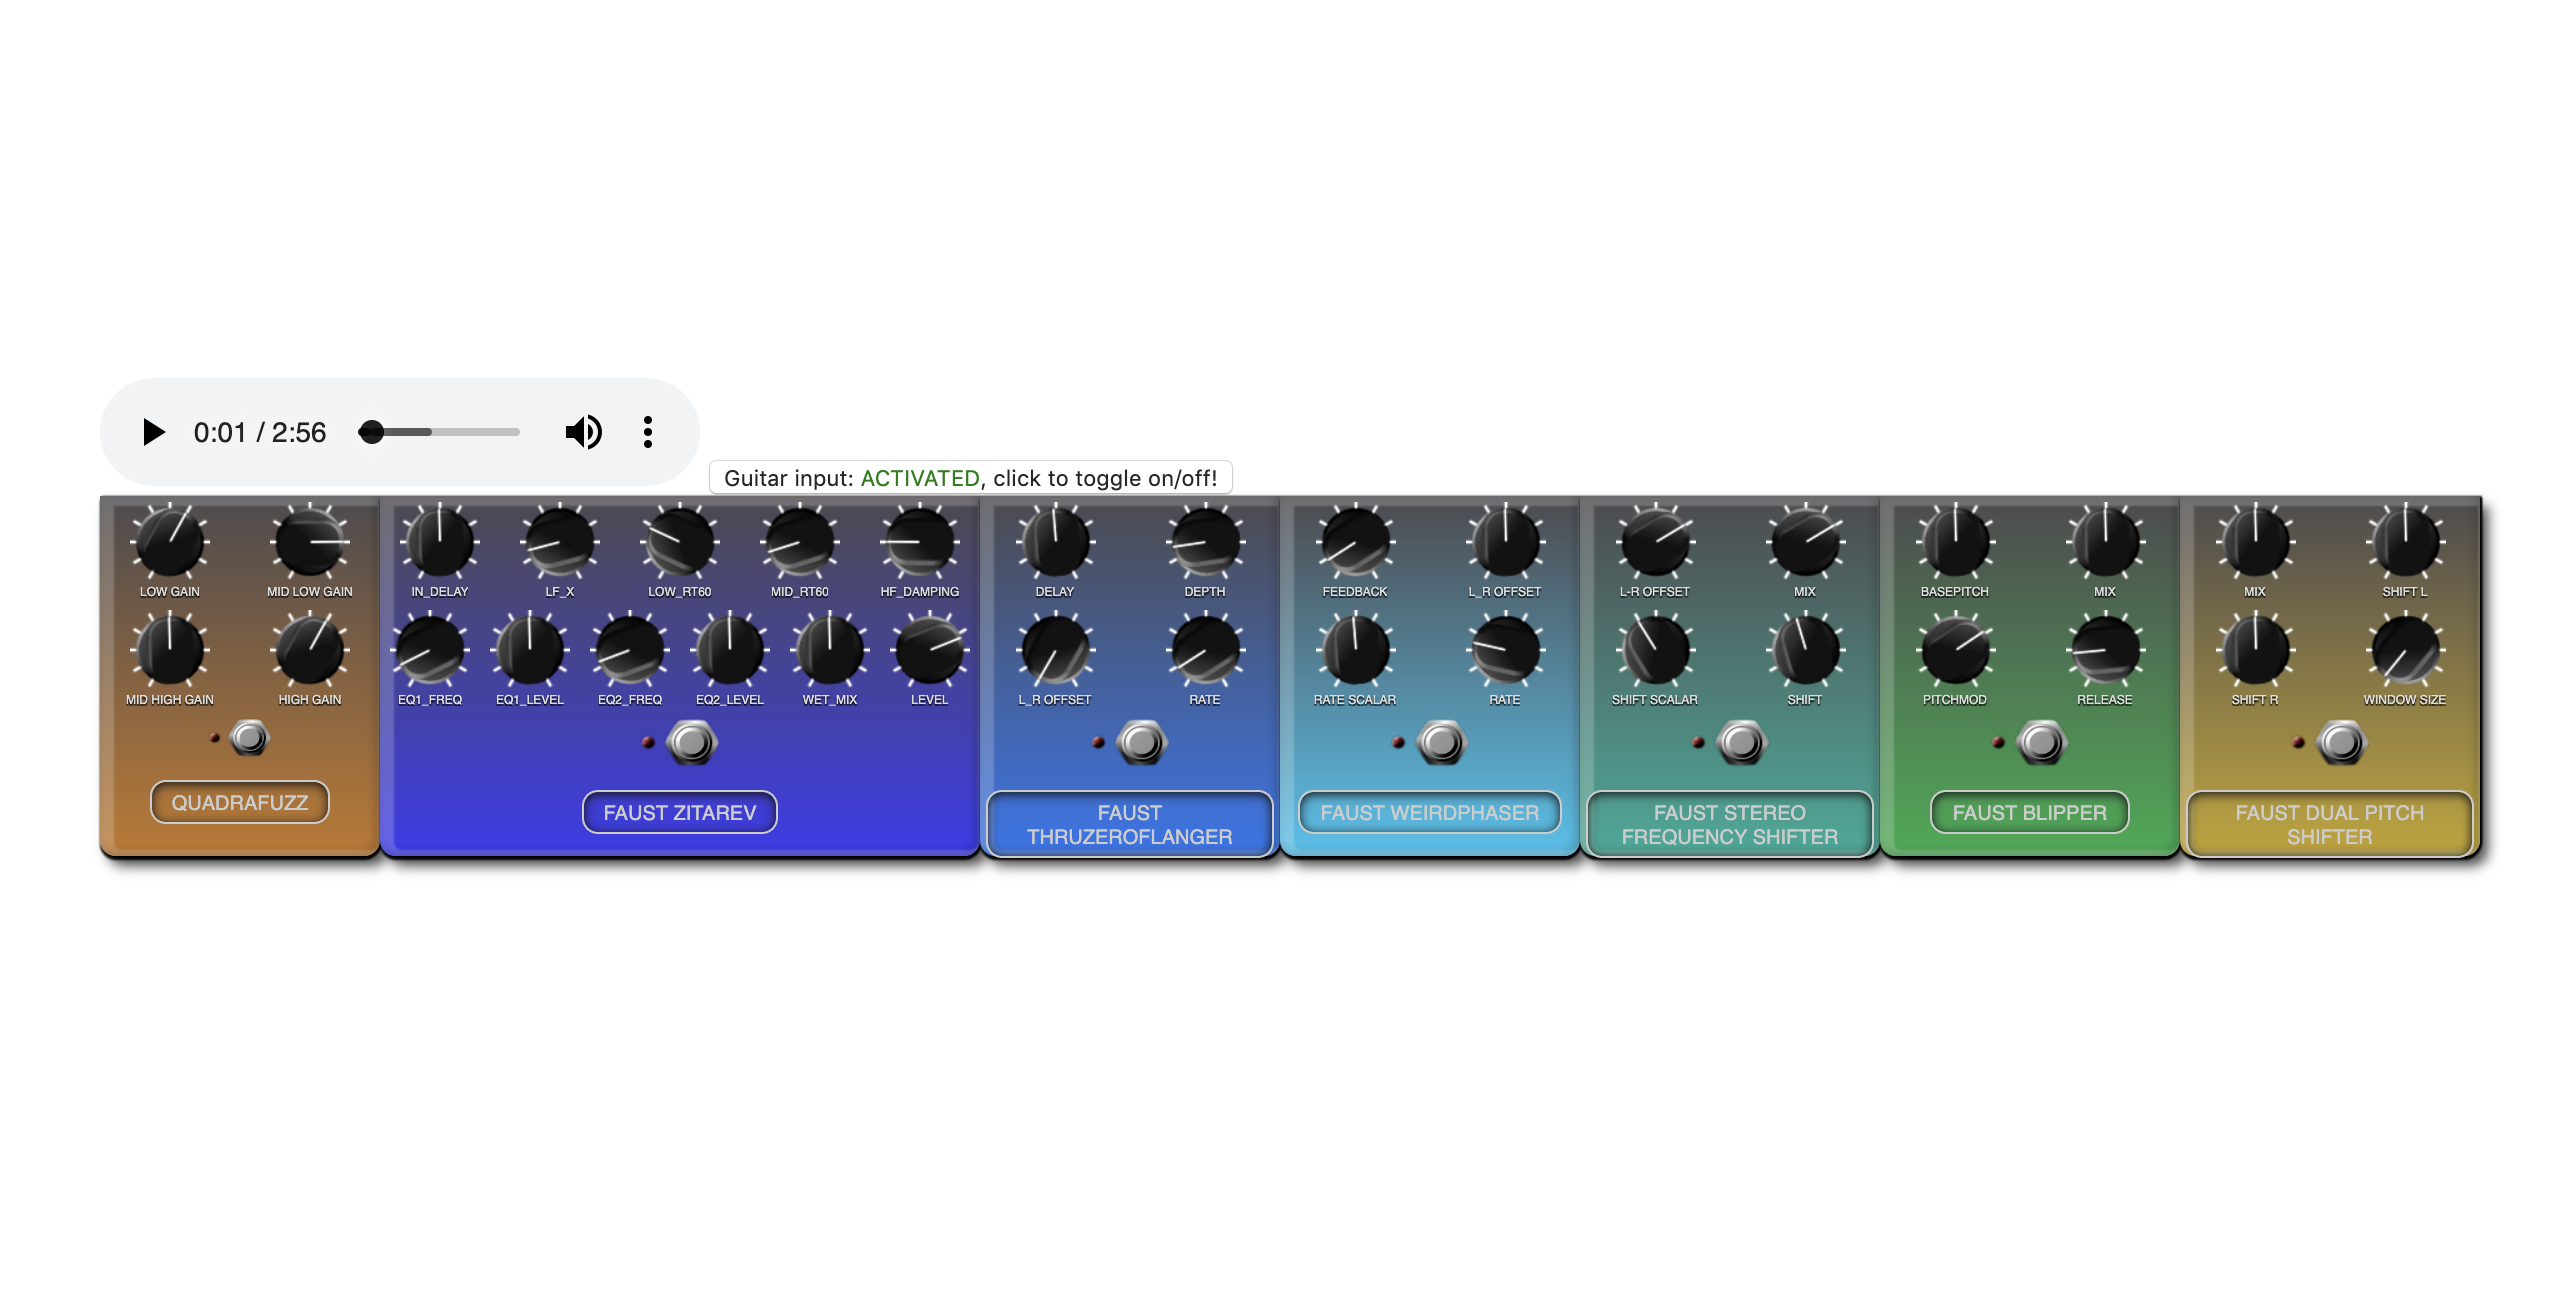 0:01 / 2:56
Guitar input: ACTIVATED, click to toggle on/off!
LOW GAIN MID LOW GAIN
MID HIGH GAIN HIGH GAIN
QUADRAFUZZ
IN_DELAY LF_X LOW_RT60 MID_RT60 HF_DAMPING
EQ1_FREQ EQ1_LEVEL EQ2_FREQ EQ2_LEVEL WET_MIX LEVEL
FAUST ZITAREV
DELAY DEPTH
L_R OFFSET RATE
FAUST
THRUZEROFLANGER
FEEDBACK L_R OFFSET
RATE SCALAR RATE
FAUST WEIRDPHASER
L-R OFFSET MIX
SHIFT SCALAR SHIFT
FAUST STEREO
FREQUENCY SHIFTER
BASEPITCH MIX
PITCHMOD RELEASE
FAUST BLIPPER
MIX SHIFT L
SHIFT R WINDOW SIZE
FAUST DUAL PITCH
SHIFTER